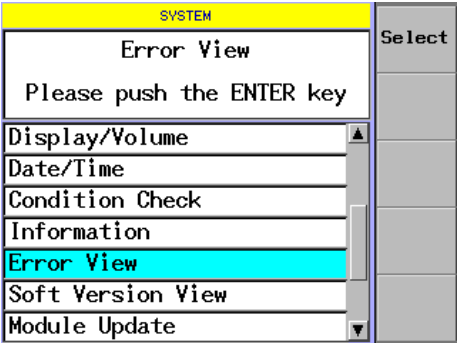 SYSTEM
Error View
Please push the ENTER key
Select
Display/Volume
Date/Time
Condition Check
Information
Error View
Soft Version View
Module Update